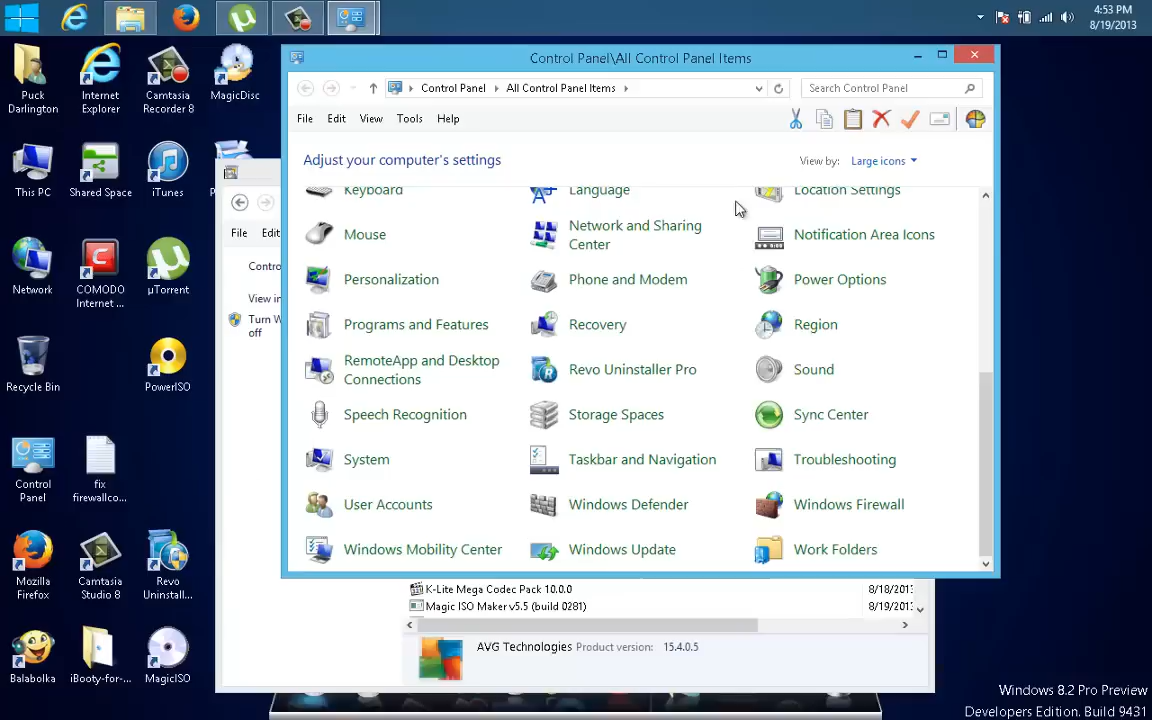 4:53 PM
8/19/2013
Puck
Darlington
Internet
Explorer
Camtasia
Recorder 8
MagicDisc
This PC
Shared Space
iTunes
Network
COMODO
Internet ...
µTorrent
Recycle Bin
PowerISO
Control
Panel
fix
firewallco...
Mozilla
Firefox
Camtasia
Studio 8
Revo
Uninstall...
Balabolka
iBooty-for-...
MagicISO
Control Panel\All Control Panel Items
Control Panel
All Control Panel Items
Search Control Panel
File Edit View Tools Help
Adjust your computer's settings
View by: Large icons
Keyboard
Language
Location Settings
Mouse
Network and Sharing
Center
Notification Area Icons
Personalization
Phone and Modem
Power Options
Programs and Features
Recovery
Region
RemoteApp and Desktop
Connections
Revo Uninstaller Pro
Sound
Speech Recognition
Storage Spaces
Sync Center
System
Taskbar and Navigation
Troubleshooting
User Accounts
Windows Defender
Windows Firewall
Windows Mobility Center
Windows Update
Work Folders
File
Edi
Contro
View in
Turn W
off
K-Lite Mega Codec Pack 10.0.0
8/18/2013
Magic ISO Maker v5.5 (build 0281)
8/19/2013
AVG Technologies Product version: 15.4.0.5
Windows 8.2 Pro Preview
Developers Edition. Build 9431